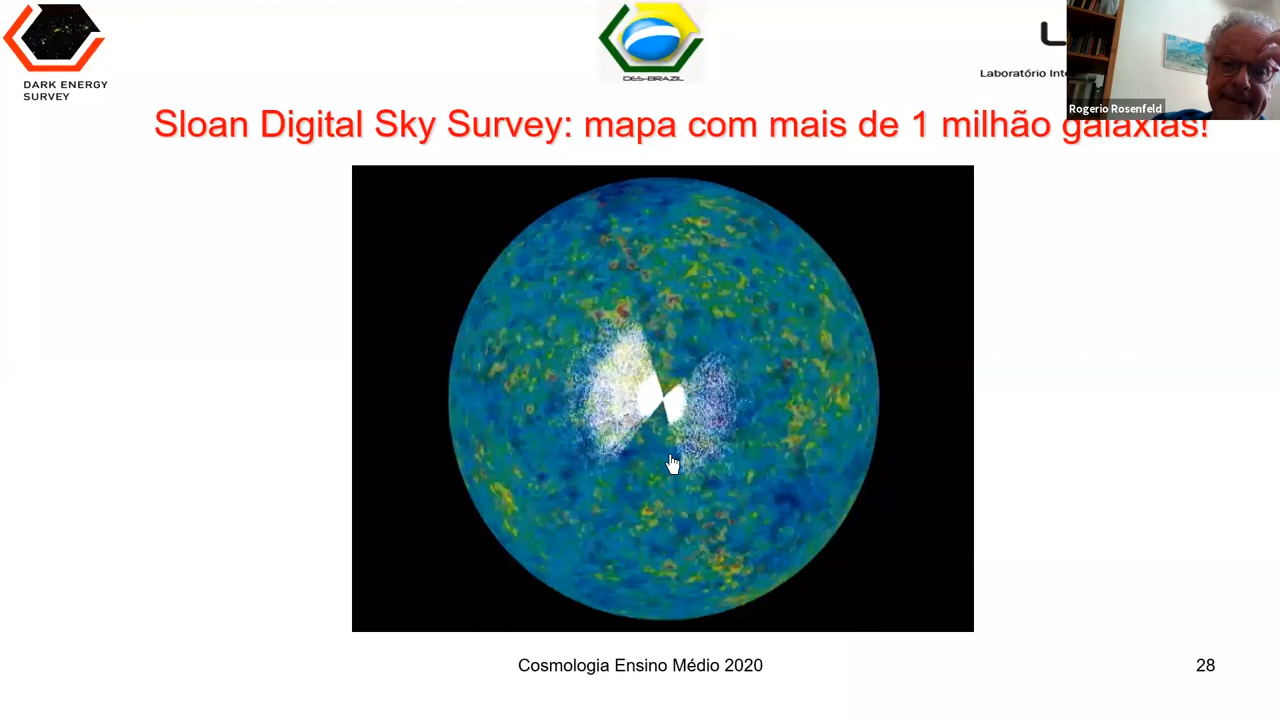 DARK ENERGY
SURVEY
DES-BRAZIL
Laboratório
Rogerio Rosenfeld
Sloan Digital Sky Survey: mapa com mais de 1 milhão galáxias!
Cosmologia Ensino Médio 2020
28